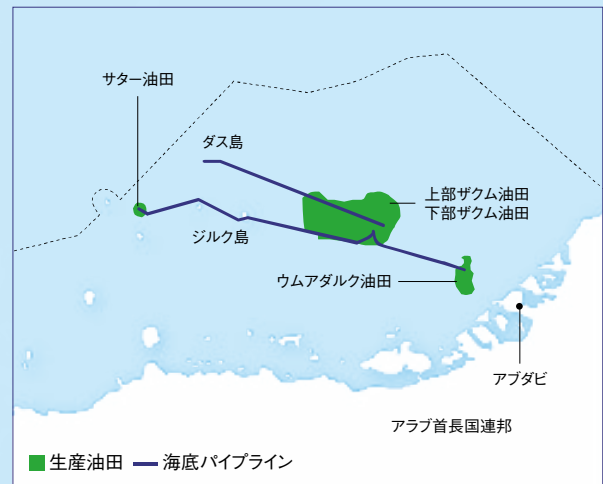 サター油田
ダス島
上部ザクム油田
下部ザクム油田
ジルク島
ウムアダルク油田
アブダビ
アラブ首長国連邦
生産油田 海底パイプライン